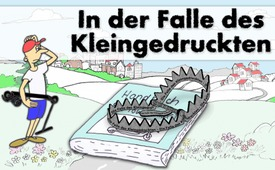 In der Falle des
Kleingedruckten